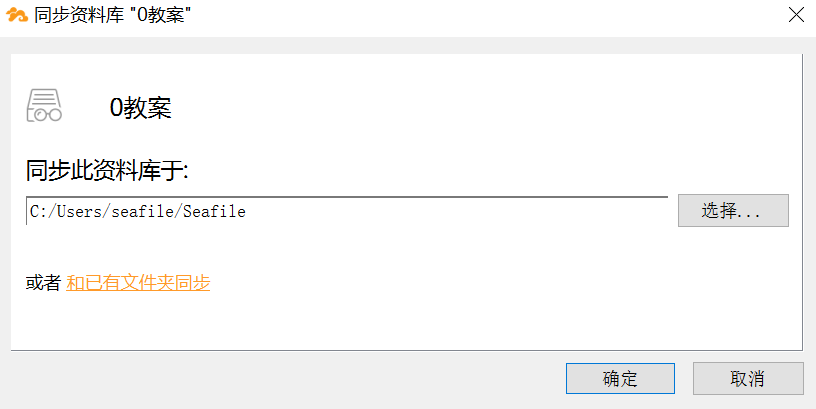 同步资料库 "0教案"
0教案
同步此资料库于:
C:/Users/seafile/Seafile
选择...
或者 和已有文件夹同步
确定
取消